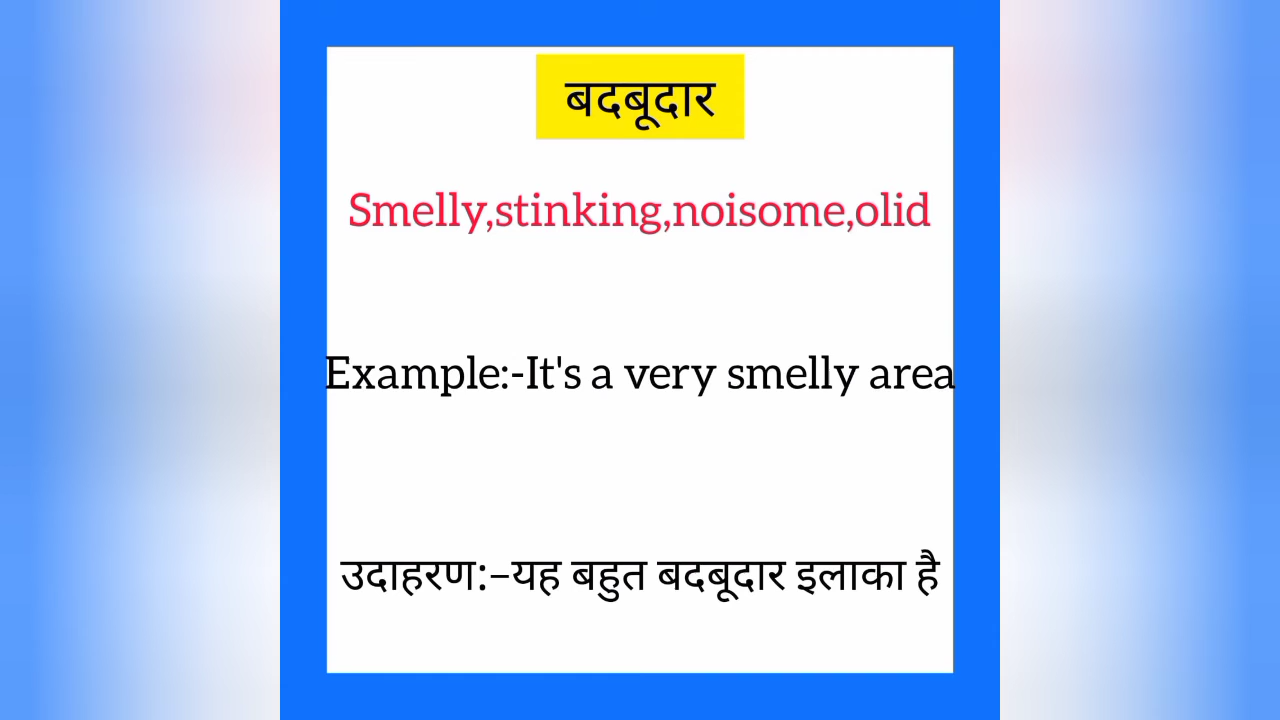 बदबूदार
Smelly,stinking,noisome,olid
Example:-It's a very smelly area
उदाहरण:–यह बहुत बदबूदार इलाका है